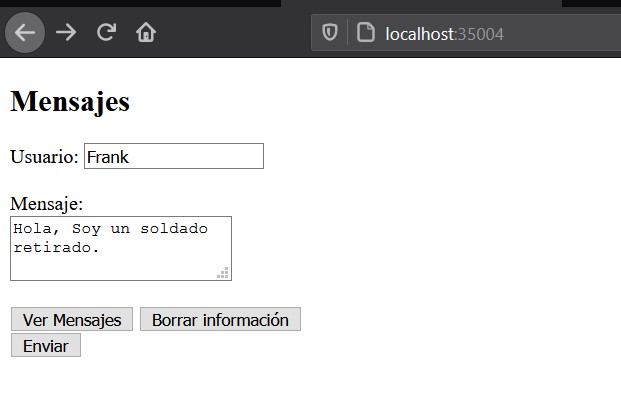 localhost:35004
Mensajes
Usuario: Frank
Mensaje:
Hola, Soy un soldado
retirado.
Ver Mensajes Borrar información
Enviar